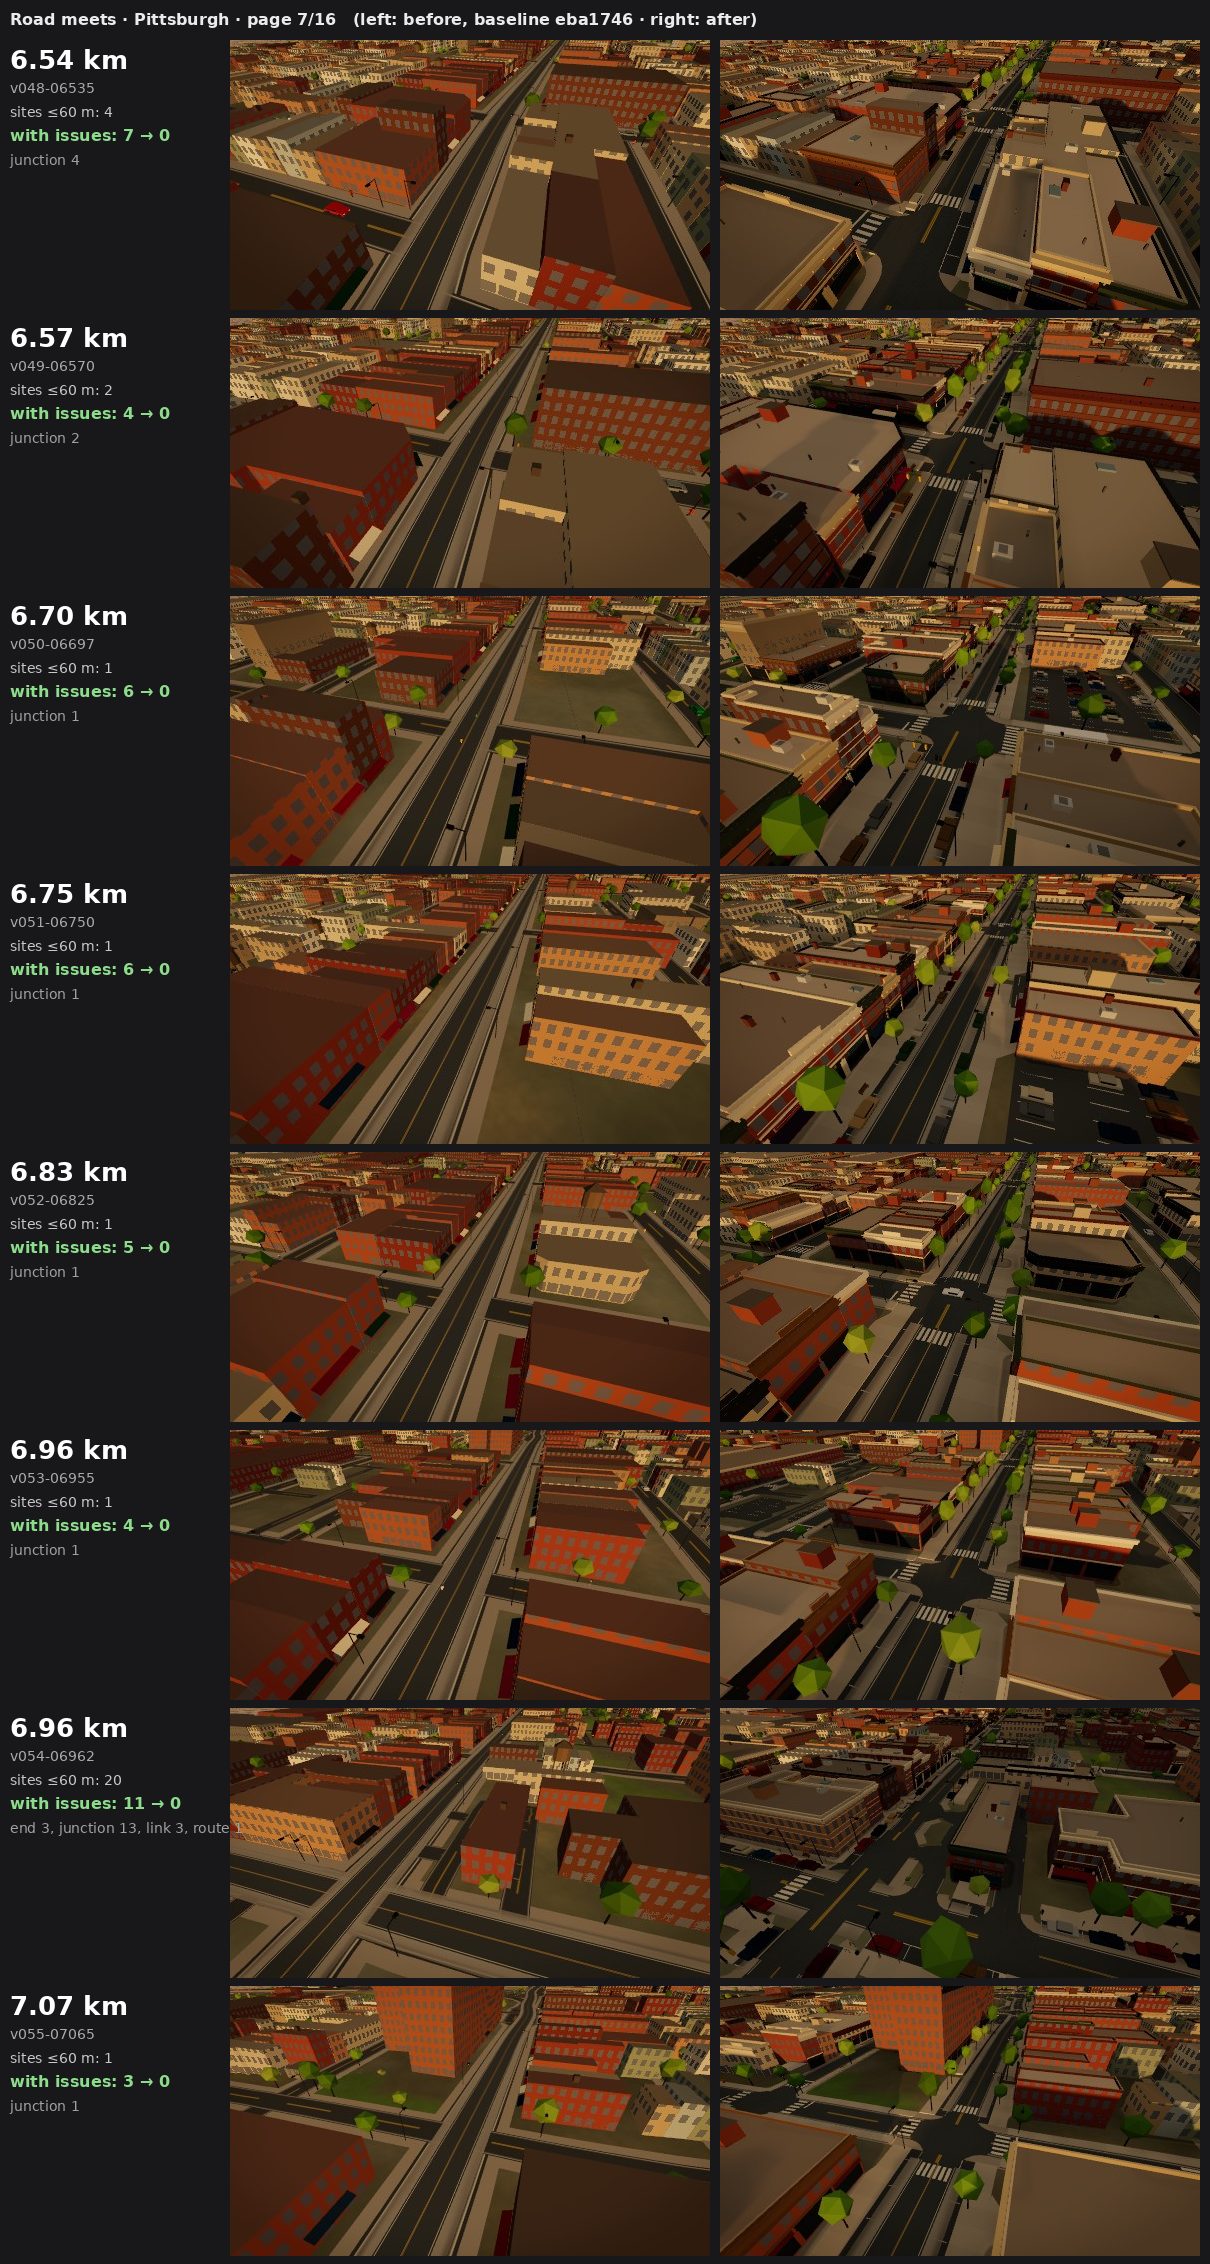 Road meets · Pittsburgh · page 7/16   (left: before, baseline eba1746 · right: after)
6.54 km
v048-06535
sites ≤60 m: 4
with issues: 7 → 0
junction 4
6.57 km
v049-06570
sites ≤60 m: 2
with issues: 4 → 0
junction 2
6.70 km
v050-06697
sites ≤60 m: 1
with issues: 6 → 0
junction 1
6.75 km
v051-06750
sites ≤60 m: 1
with issues: 6 → 0
junction 1
6.83 km
v052-06825
sites ≤60 m: 1
with issues: 5 → 0
junction 1
6.96 km
v053-06955
sites ≤60 m: 1
with issues: 4 → 0
junction 1
6.96 km
v054-06962
sites ≤60 m: 20
with issues: 11 → 0
end 3, junction 13, link 3, route 1
7.07 km
v055-07065
sites ≤60 m: 1
with issues: 3 → 0
junction 1